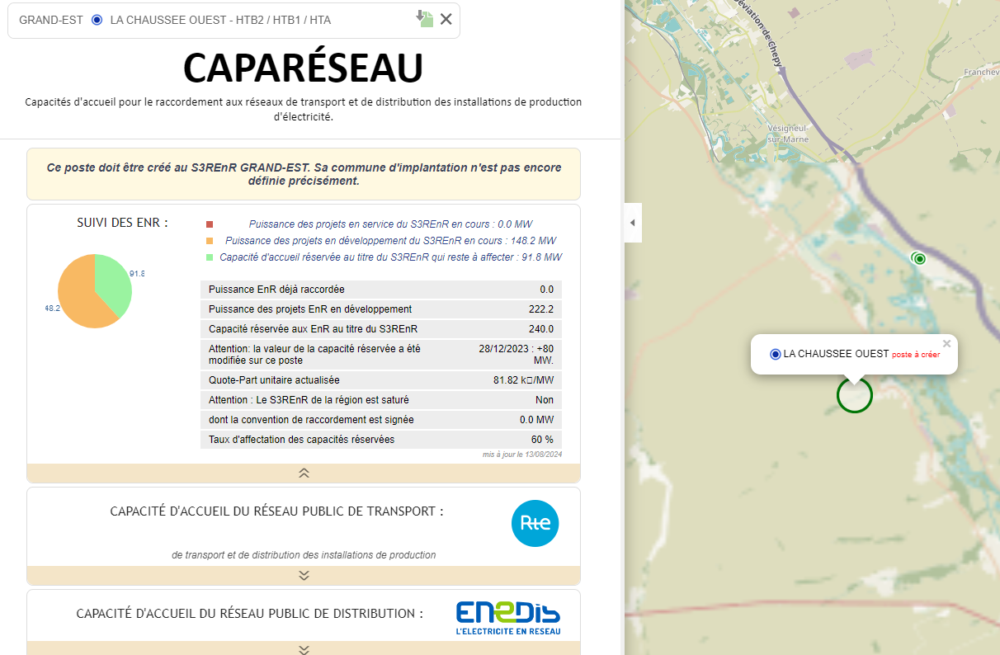 GRAND-EST LA CHAUSSEE OUEST - HTB2 / HTB1 / HTA
CAPARÉSEAU
Capacités d'accueil pour le raccordement aux réseaux de transport et de distribution des installations de production
d'électricité.
Ce poste doit être créé au S3REnR GRAND-EST. Sa commune d'implantation n'est pas encore
définie précisément.
SUIVI DES ENR :
Puissance des projets en service du S3REnR en cours : 0.0 MW
Puissance des projets en développement du S3REnR en cours : 148.2 MW
Capacité d'accueil réservée au titre du S3REnR qui reste à affecter : 91.8 MW
91.8
48.2
Puissance EnR déjà raccordée 0.0
Puissance des projets EnR en développement 222.2
Capacité réservée aux EnR au titre du S3REnR 240.0
Attention: la valeur de la capacité réservée a été 28/12/2023 : +80
modifiée sur ce poste MW.
Quote-Part unitaire actualisée 81.82 k□/MW
Attention : Le S3REnR de la région est saturé Non
dont la convention de raccordement est signée 0.0 MW
Taux d'affectation des capacités réservées 60 %
mis à jour le 13/08/2024
CAPACITÉ D'ACCUEIL DU RÉSEAU PUBLIC DE TRANSPORT :
Rte
de transport et de distribution des installations de production
CAPACITÉ D'ACCUEIL DU RÉSEAU PUBLIC DE DISTRIBUTION :
ENEDIS
L'ELECTRICITE EN RESEAU
Déviation de Chepy
Franchev
Vésigneul-
sur-Marne
LA CHAUSSEE OUEST poste à créer